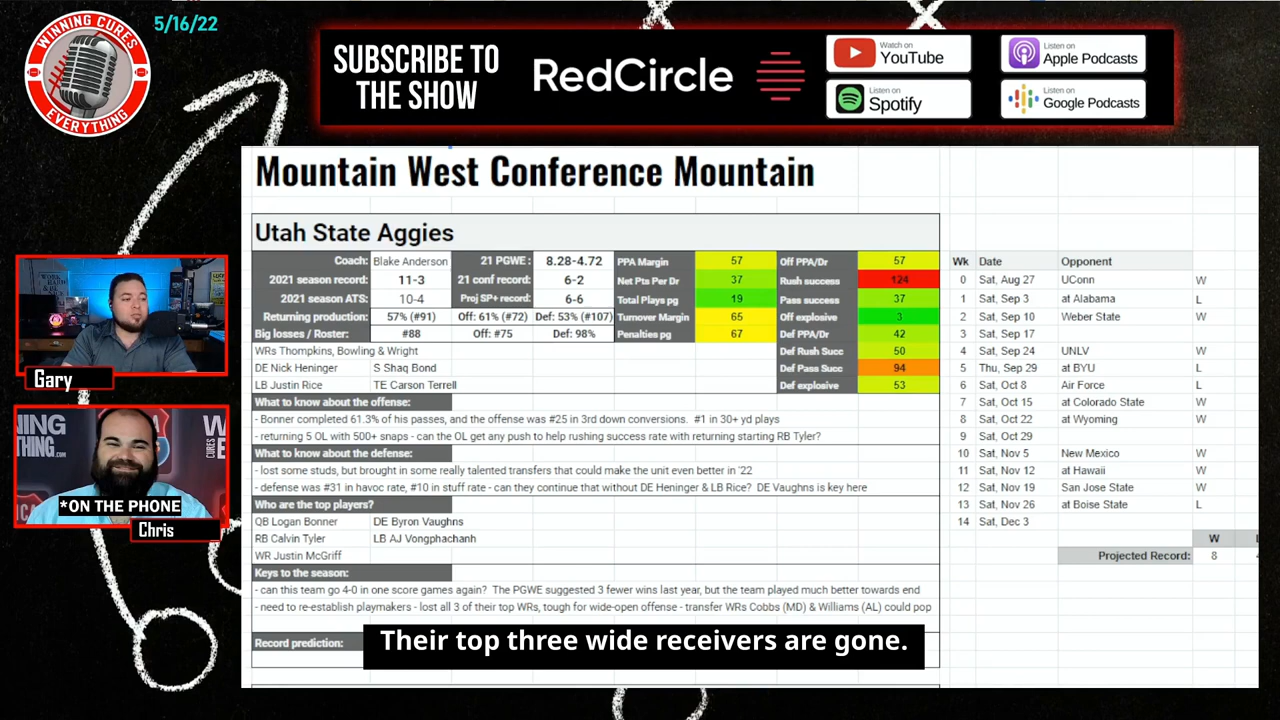 WINNING CURES
EVERYTHING
5/16/22
SUBSCRIBE TO
THE SHOW
RedCircle
Watch on
YouTube
Listen on
Apple Podcasts
Listen on
Spotify
Listen on
Google Podcasts
Mountain West Conference Mountain
Utah State Aggies
Coach: Blake Anderson 21 PGWE : 8.28-4.72 PPA Margin 57 Off PPA/Dr 57
2021 season record: 11-3 21 conf record: 6-2 Net Pts Per Dr 37 Rush success 124
2021 season ATS: 10-4 Proj SP+ record: 6-6 Total Plays pg 19 Pass success 37
Returning production: 57% (#91) Off: 61% (#72) Def: 53% (#107) Turnover Margin 65 Off explosive 3
Big losses / Roster: #88 Off: #75 Def: 98% Penalties pg 67 Def PPA/Dr 42
WRs Thompkins, Bowling & Wright Def Rush Succ 50
DE Nick Heninger S Shaq Bond Def Pass Succ 94
LB Justin Rice TE Carson Terrell Def explosive 53
What to know about the offense:
- Bonner completed 61.3% of his passes, and the offense was #25 in 3rd down conversions. #1 in 30+ yd plays
- returning 5 OL with 500+ snaps - can the OL get any push to help rushing success rate with returning starting RB Tyler?
What to know about the defense:
- lost some studs, but brought in some really talented transfers that could make the unit even better in '22
- defense was #31 in havoc rate, #10 in stuff rate - can they continue that without DE Heninger & LB Rice? DE Vaughns is key here
Who are the top players?
QB Logan Bonner DE Byron Vaughns
RB Calvin Tyler LB AJ Vongphachanh
WR Justin McGriff
Keys to the season:
- can this team go 4-0 in one score games again? The PGWE suggested 3 fewer wins last year, but the team played much better towards end
- need to re-establish playmakers - lost all 3 of their top WRs, tough for wide-open offense - transfer WRs Cobbs (MD) & Williams (AL) could pop
Record prediction:
Wk Date Opponent
0 Sat, Aug 27 UConn W
1 Sat, Sep 3 at Alabama L
2 Sat, Sep 10 Weber State W
3 Sat, Sep 17
4 Sat, Sep 24 UNLV W
5 Thu, Sep 29 at BYU L
6 Sat, Oct 8 Air Force L
7 Sat, Oct 15 at Colorado State W
8 Sat, Oct 22 at Wyoming W
9 Sat, Oct 29
10 Sat, Nov 5 New Mexico W
11 Sat, Nov 12 at Hawaii W
12 Sat, Nov 19 San Jose State W
13 Sat, Nov 26 at Boise State L
14 Sat, Dec 3
W L
Projected Record: 8
Gary
*ON THE PHONE
Chris
Their top three wide receivers are gone.